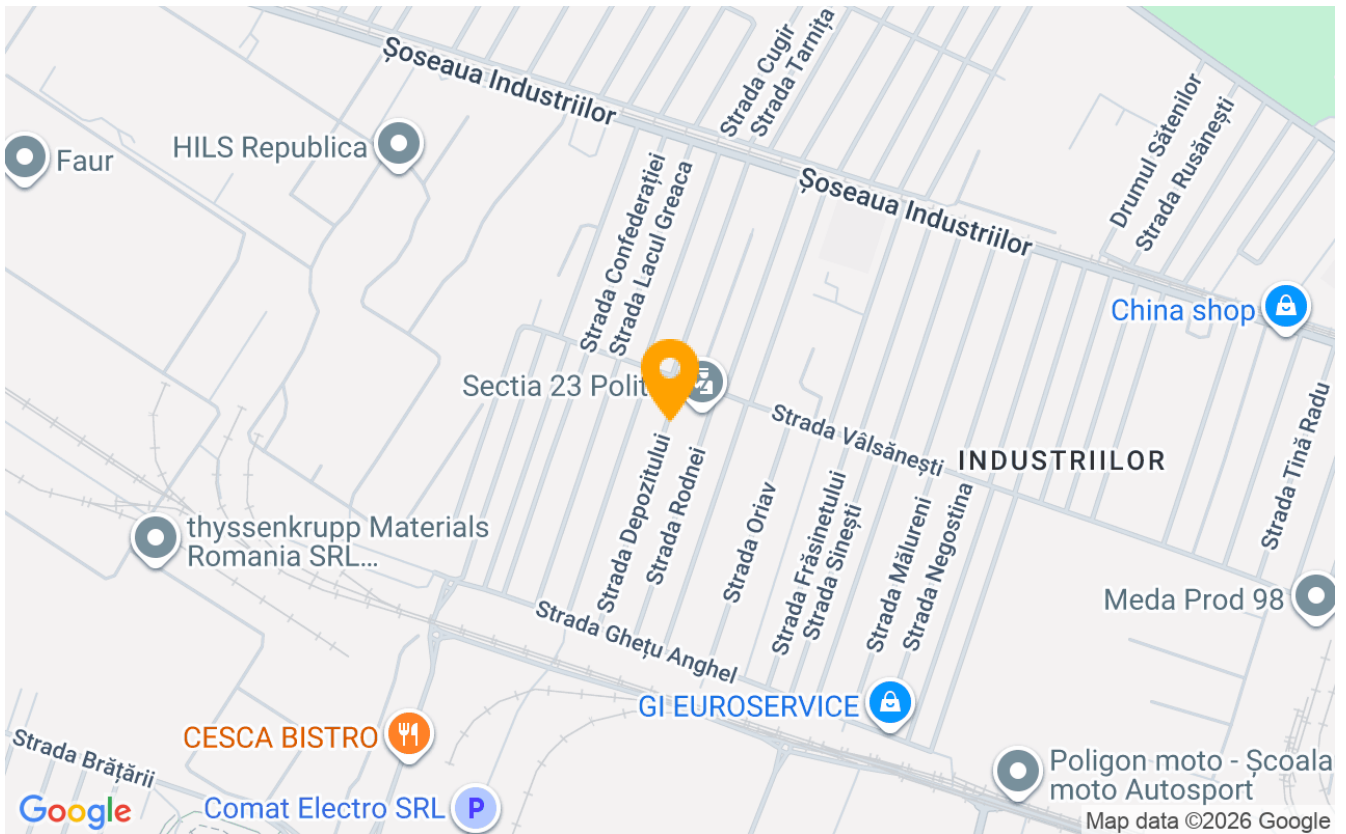 Șoseaua Industriilor
Strada Cugir
Strada Tarnița
Drumul Sătenilor
Strada Rusănești
Faur
HILS Republica
Strada Confederației
Strada Lacul Greaca
Șoseaua Industriilor
China shop
Sectia 23 Polit
Strada Vâlsănești
INDUSTRIILOR
Strada Tină Radu
Strada Depozitului
Strada Rodnei
Strada Oriav
Strada Frăsinetului
Strada Sinești
Strada Mălureni
Strada Negostina
thyssenkrupp Materials
Romania SRL...
Meda Prod 98
Strada Ghețu Anghel
GI EUROSERVICE
CESCA BISTRO
Strada Brățării
Poligon moto - Școala
moto Autosport
Comat Electro SRL
P
Google
Map data ©2026 Google